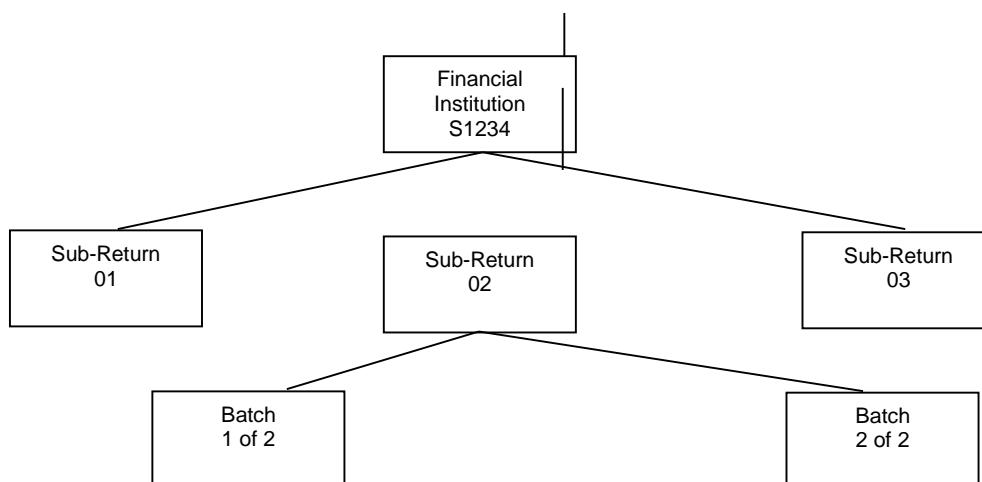 Financial
Institution
S1234
Sub-Return
01
Sub-Return
02
Sub-Return
03
Batch
1 of 2
Batch
2 of 2